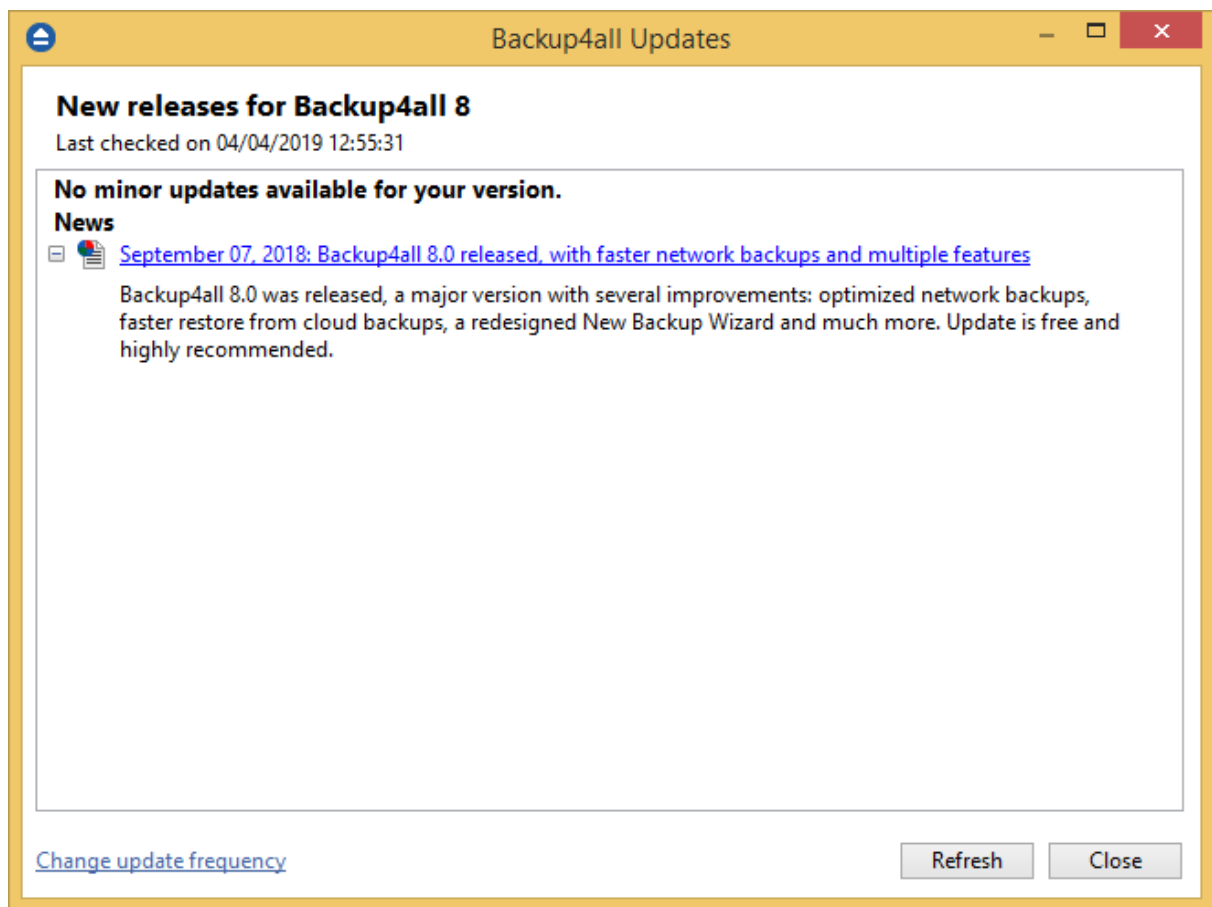 Backup4all Updates
New releases for Backup4all 8
Last checked on 04/04/2019 12:55:31
No minor updates available for your version.
News
September 07, 2018: Backup4all 8.0 released, with faster network backups and multiple features
Backup4all 8.0 was released, a major version with several improvements: optimized network backups,
faster restore from cloud backups, a redesigned New Backup Wizard and much more. Update is free and
highly recommended.
Change update frequency
Refresh
Close